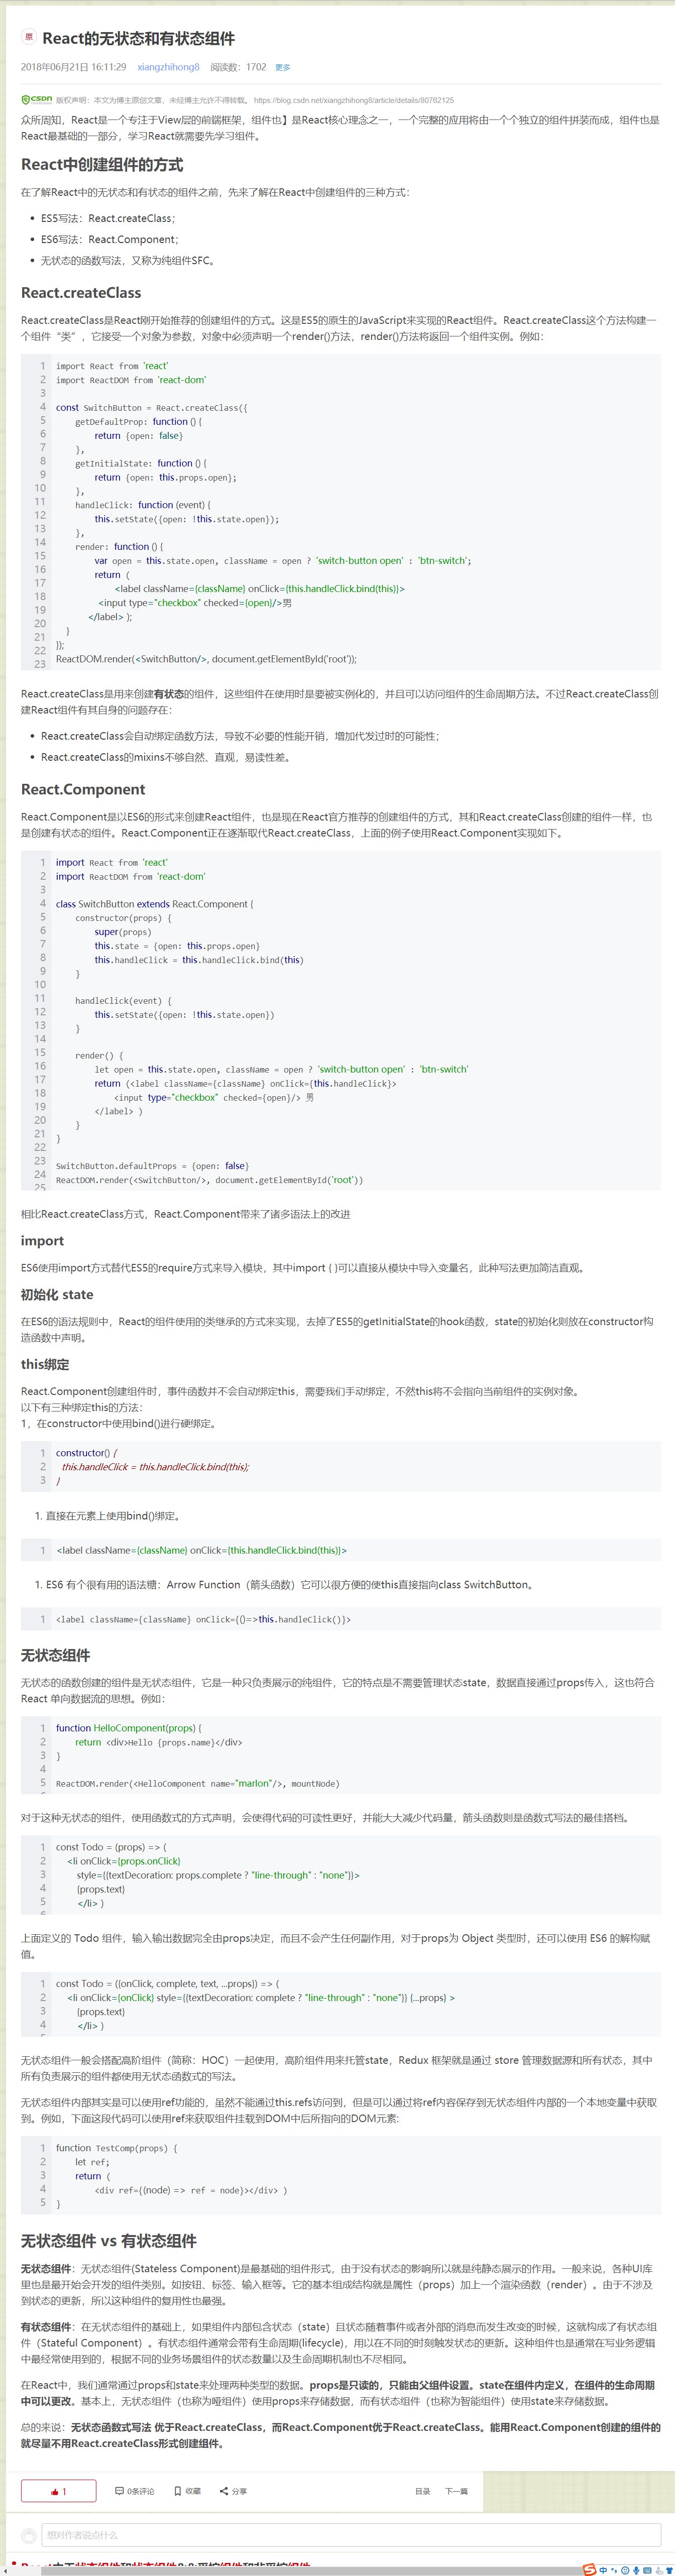 原 React的无状态和有状态组件
2018年06月21日 16:11:29 xiangzhihong8 阅读数：1702 更多
CSDN 版权声明：本文为博主原创文章，未经博主允许不得转载。 https://blog.csdn.net/xiangzhihong8/article/details/80762125
众所周知，React是一个专注于View层的前端框架，组件也】是React核心理念之一，一个完整的应用将由一个个独立的组件拼装而成，组件也是
React最基础的一部分，学习React就需要先学习组件。
React中创建组件的方式
在了解React中的无状态和有状态的组件之前，先来了解在React中创建组件的三种方式：
• ES5写法：React.createClass；
• ES6写法：React.Component；
• 无状态的函数写法，又称为纯组件SFC。
React.createClass
React.createClass是React刚开始推荐的创建组件的方式。这是ES5的原生的JavaScript来实现的React组件。React.createClass这个方法构建一
个组件“类”，它接受一个对象为参数，对象中必须声明一个render()方法，render()方法将返回一个组件实例。例如：
1 import React from 'react'
2 import ReactDOM from 'react-dom'
3
4 const SwitchButton = React.createClass({
5 getDefaultProp: function () {
6 return {open: false}
7 },
8 getInitialState: function () {
9 return {open: this.props.open};
10 },
11 handleClick: function (event) {
12 this.setState({open: !this.state.open});
13 },
14 render: function () {
15 var open = this.state.open, className = open ? 'switch-button open' : 'btn-switch';
16 return (
17 <label className={className} onClick={this.handleClick.bind(this)}>
18 <input type="checkbox" checked={open}/>男
19 </label> );
20 }
21 });
22 ReactDOM.render(<SwitchButton/>, document.getElementById('root'));
23
React.createClass是用来创建有状态的组件，这些组件在使用时是要被实例化的，并且可以访问组件的生命周期方法。不过React.createClass创
建React组件有其自身的问题存在：
• React.createClass会自动绑定函数方法，导致不必要的性能开销，增加代发过时的可能性；
• React.createClass的mixins不够自然、直观，易读性差。
React.Component
React.Component是以ES6的形式来创建React组件，也是现在React官方推荐的创建组件的方式，其和React.createClass创建的组件一样，也
是创建有状态的组件。React.Component正在逐渐取代React.createClass，上面的例子使用React.Component实现如下。
1 import React from 'react'
2 import ReactDOM from 'react-dom'
3
4 class SwitchButton extends React.Component {
5 constructor(props) {
6 super(props)
7 this.state = {open: this.props.open}
8 this.handleClick = this.handleClick.bind(this)
9 }
10
11 handleClick(event) {
12 this.setState({open: !this.state.open})
13 }
14
15 render() {
16 let open = this.state.open, className = open ? 'switch-button open' : 'btn-switch'
17 return (<label className={className} onClick={this.handleClick}>
18 <input type="checkbox" checked={open}/> 男
19 </label> )
20 }
21 }
22
23 SwitchButton.defaultProps = {open: false}
24 ReactDOM.render(<SwitchButton/>, document.getElementById('root'))
25
相比React.createClass方式，React.Component带来了诸多语法上的改进
import
ES6使用import方式替代ES5的require方式来导入模块，其中import { }可以直接从模块中导入变量名，此种写法更加简洁直观。
初始化 state
在ES6的语法规则中，React的组件使用的类继承的方式来实现，去掉了ES5的getInitialState的hook函数，state的初始化则放在constructor构
造函数中声明。
this绑定
React.Component创建组件时，事件函数并不会自动绑定this，需要我们手动绑定，不然this将不会指向当前组件的实例对象。
以下有三种绑定this的方法：
1，在constructor中使用bind()进行硬绑定。
1 constructor() {
2 this.handleClick = this.handleClick.bind(this);
3 }
1. 直接在元素上使用bind()绑定。
1 <label className={className} onClick={this.handleClick.bind(this)}>
1. ES6 有个很有用的语法糖：Arrow Function（箭头函数）它可以很方便的使this直接指向class SwitchButton。
1 <label className={className} onClick={()=>this.handleClick()}>
无状态组件
无状态的函数创建的组件是无状态组件，它是一种只负责展示的纯组件，它的特点是不需要管理状态state，数据直接通过props传入，这也符合
React 单向数据流的思想。例如：
1 function HelloComponent(props) {
2 return <div>Hello {props.name}</div>
3 }
4
5 ReactDOM.render(<HelloComponent name="marlon"/>, mountNode)
对于这种无状态的组件，使用函数式的方式声明，会使得代码的可读性更好，并能大大减少代码量，箭头函数则是函数式写法的最佳搭档。
1 const Todo = (props) => (
2 <li onClick={props.onClick}
3 style={{textDecoration: props.complete ? "line-through" : "none"}}>
4 {props.text}
5 </li> )
上面定义的 Todo 组件，输入输出数据完全由props决定，而且不会产生任何副作用，对于props为 Object 类型时，还可以使用 ES6 的解构赋
值。
1 const Todo = ({onClick, complete, text, ...props}) => (
2 <li onClick={onClick} style={{textDecoration: complete ? "line-through" : "none"}} {...props} >
3 {props.text}
4 </li> )
无状态组件一般会搭配高阶组件（简称：HOC）一起使用，高阶组件用来托管state，Redux 框架就是通过 store 管理数据源和所有状态，其中
所有负责展示的组件都使用无状态函数式的写法。
无状态组件内部其实是可以使用ref功能的，虽然不能通过this.refs访问到，但是可以通过将ref内容保存到无状态组件内部的一个本地变量中获取
到。例如，下面这段代码可以使用ref来获取组件挂载到DOM中后所指向的DOM元素:
1 function TestComp(props) {
2 let ref;
3 return (
4 <div ref={(node) => ref = node}></div> )
5 }
无状态组件 vs 有状态组件
无状态组件：无状态组件(Stateless Component)是最基础的组件形式，由于没有状态的影响所以就是纯静态展示的作用。一般来说，各种UI库
里也是最开始会开发的组件类别。如按钮、标签、输入框等。它的基本组成结构就是属性（props）加上一个渲染函数（render）。由于不涉及
到状态的更新，所以这种组件的复用性也最强。
有状态组件：在无状态组件的基础上，如果组件内部包含状态（state）且状态随着事件或者外部的消息而发生改变的时候，这就构成了有状态组
件（Stateful Component）。有状态组件通常会带有生命周期(lifecycle)，用以在不同的时刻触发状态的更新。这种组件也是通常在写业务逻辑
中最经常使用到的，根据不同的业务场景组件的状态数量以及生命周期机制也不尽相同。
在React中，我们通常通过props和state来处理两种类型的数据。props是只读的，只能由父组件设置。state在组件内定义，在组件的生命周期
中可以更改。基本上，无状态组件（也称为哑组件）使用props来存储数据，而有状态组件（也称为智能组件）使用state来存储数据。
总的来说：无状态函数式写法 优于React.createClass，而React.Component优于React.createClass。能用React.Component创建的组件的
就尽量不用React.createClass形式创建组件。
1 0条评论 收藏 分享 目录 下一篇
想对作者说点什么
中